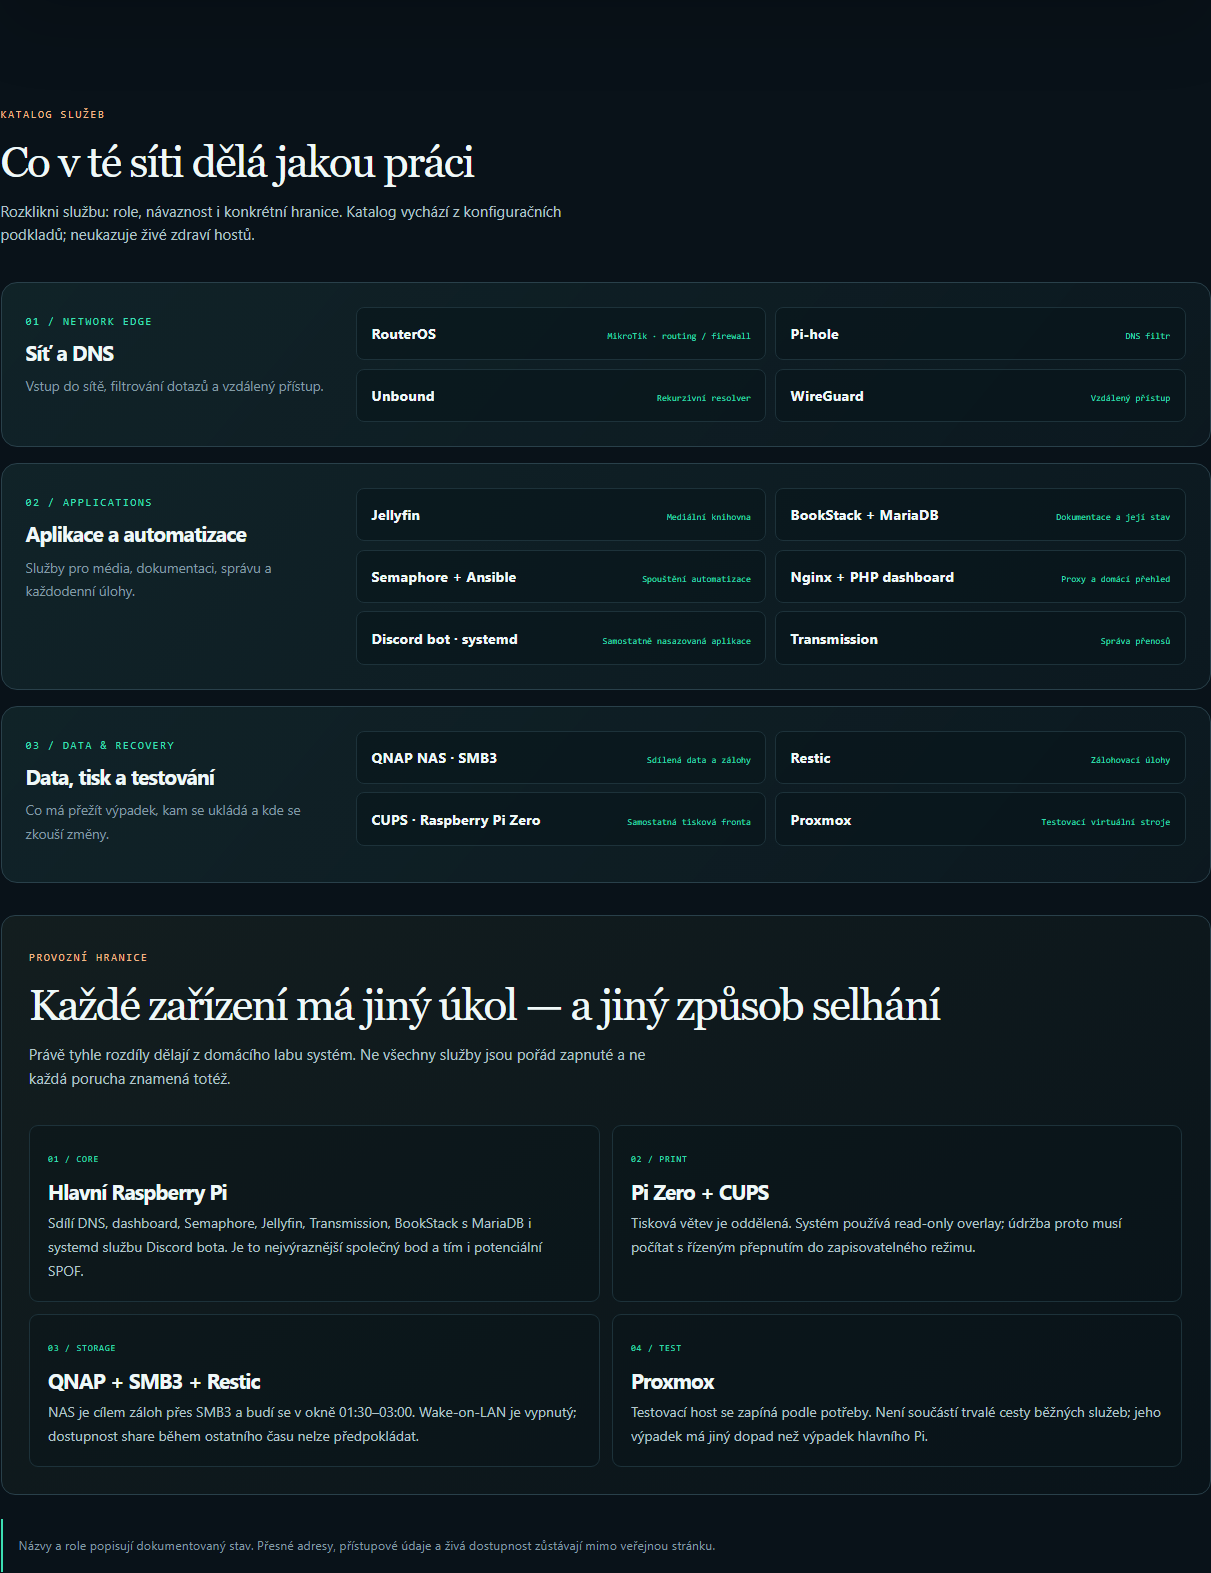 KATALOG SLUŽEB
Co v té síti dělá jakou práci
Rozklikni službu: role, návaznost i konkrétní hranice. Katalog vychází z konfiguračních
podkladů; neukazuje živé zdraví hostů.
01 / NETWORK EDGE
Síť a DNS
Vstup do sítě, filtrování dotazů a vzdálený přístup.
RouterOS
MikroTik · routing / firewall
Pi-hole
DNS filtr
Unbound
Rekurzivní resolver
WireGuard
Vzdálený přístup
02 / APPLICATIONS
Aplikace a automatizace
Služby pro média, dokumentaci, správu a
každodenní úlohy.
Jellyfin
Mediální knihovna
BookStack + MariaDB
Dokumentace a její stav
Semaphore + Ansible
Spouštění automatizace
Nginx + PHP dashboard
Proxy a domácí přehled
Discord bot · systemd
Samostatně nasazovaná aplikace
Transmission
Správa přenosů
03 / DATA & RECOVERY
Data, tisk a testování
Co má přežít výpadek, kam se ukládá a kde se
zkouší změny.
QNAP NAS · SMB3
Sdílená data a zálohy
Restic
Zálohovací úlohy
CUPS · Raspberry Pi Zero
Samostatná tisková fronta
Proxmox
Testovací virtuální stroje
PROVOZNÍ HRANICE
Každé zařízení má jiný úkol — a jiný způsob selhání
Právě tyhle rozdíly dělají z domácího labu systém. Ne všechny služby jsou pořád zapnuté a ne
každá porucha znamená totéž.
01 / CORE
Hlavní Raspberry Pi
Sdílí DNS, dashboard, Semaphore, Jellyfin, Transmission, BookStack s MariaDB i
systemd službu Discord bota. Je to nejvýraznější společný bod a tím i potenciální
SPOF.
02 / PRINT
Pi Zero + CUPS
Tisková větev je oddělená. Systém používá read-only overlay; údržba proto musí
počítat s řízeným přepnutím do zapisovatelného režimu.
03 / STORAGE
QNAP + SMB3 + Restic
NAS je cílem záloh přes SMB3 a budí se v okně 01:30–03:00. Wake-on-LAN je vypnutý;
dostupnost share během ostatního času nelze předpokládat.
04 / TEST
Proxmox
Testovací host se zapíná podle potřeby. Není součástí trvalé cesty běžných služeb; jeho
výpadek má jiný dopad než výpadek hlavního Pi.
Názvy a role popisují dokumentovaný stav. Přesné adresy, přístupové údaje a živá dostupnost zůstávají mimo veřejnou stránku.